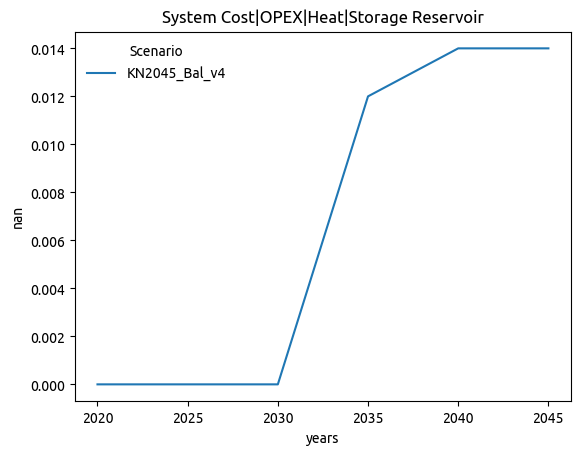 System Cost|OPEX|Heat|Storage Reservoir
Scenario
KN2045_Bal_v4
0.014
0.012
0.010
0.008
0.006
0.004
0.002
0.000
nan
2020 2025 2030 2035 2040 2045
years